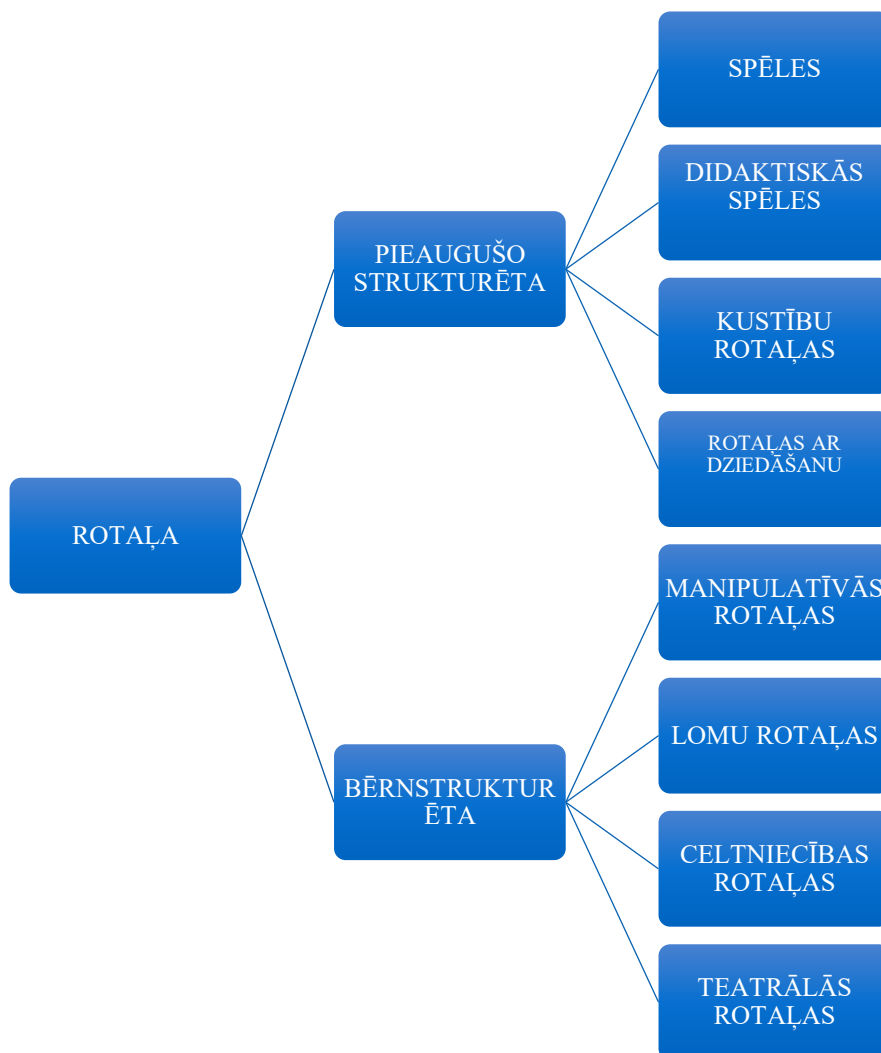 SPĒLES
DIDAKTISKĀS
SPĒLES
PIEAUGUŠO
STRUKTURĒTA
KUSTĪBU
ROTAĻAS
ROTAĻAS AR
DZIEDĀŠANU
ROTAĻA
MANIPULATĪVĀS
ROTAĻAS
LOMU ROTAĻAS
BĒRNSTRUKTUR
ĒTA
CELTNIECĪBAS
ROTAĻAS
TEATRĀLĀS
ROTAĻAS